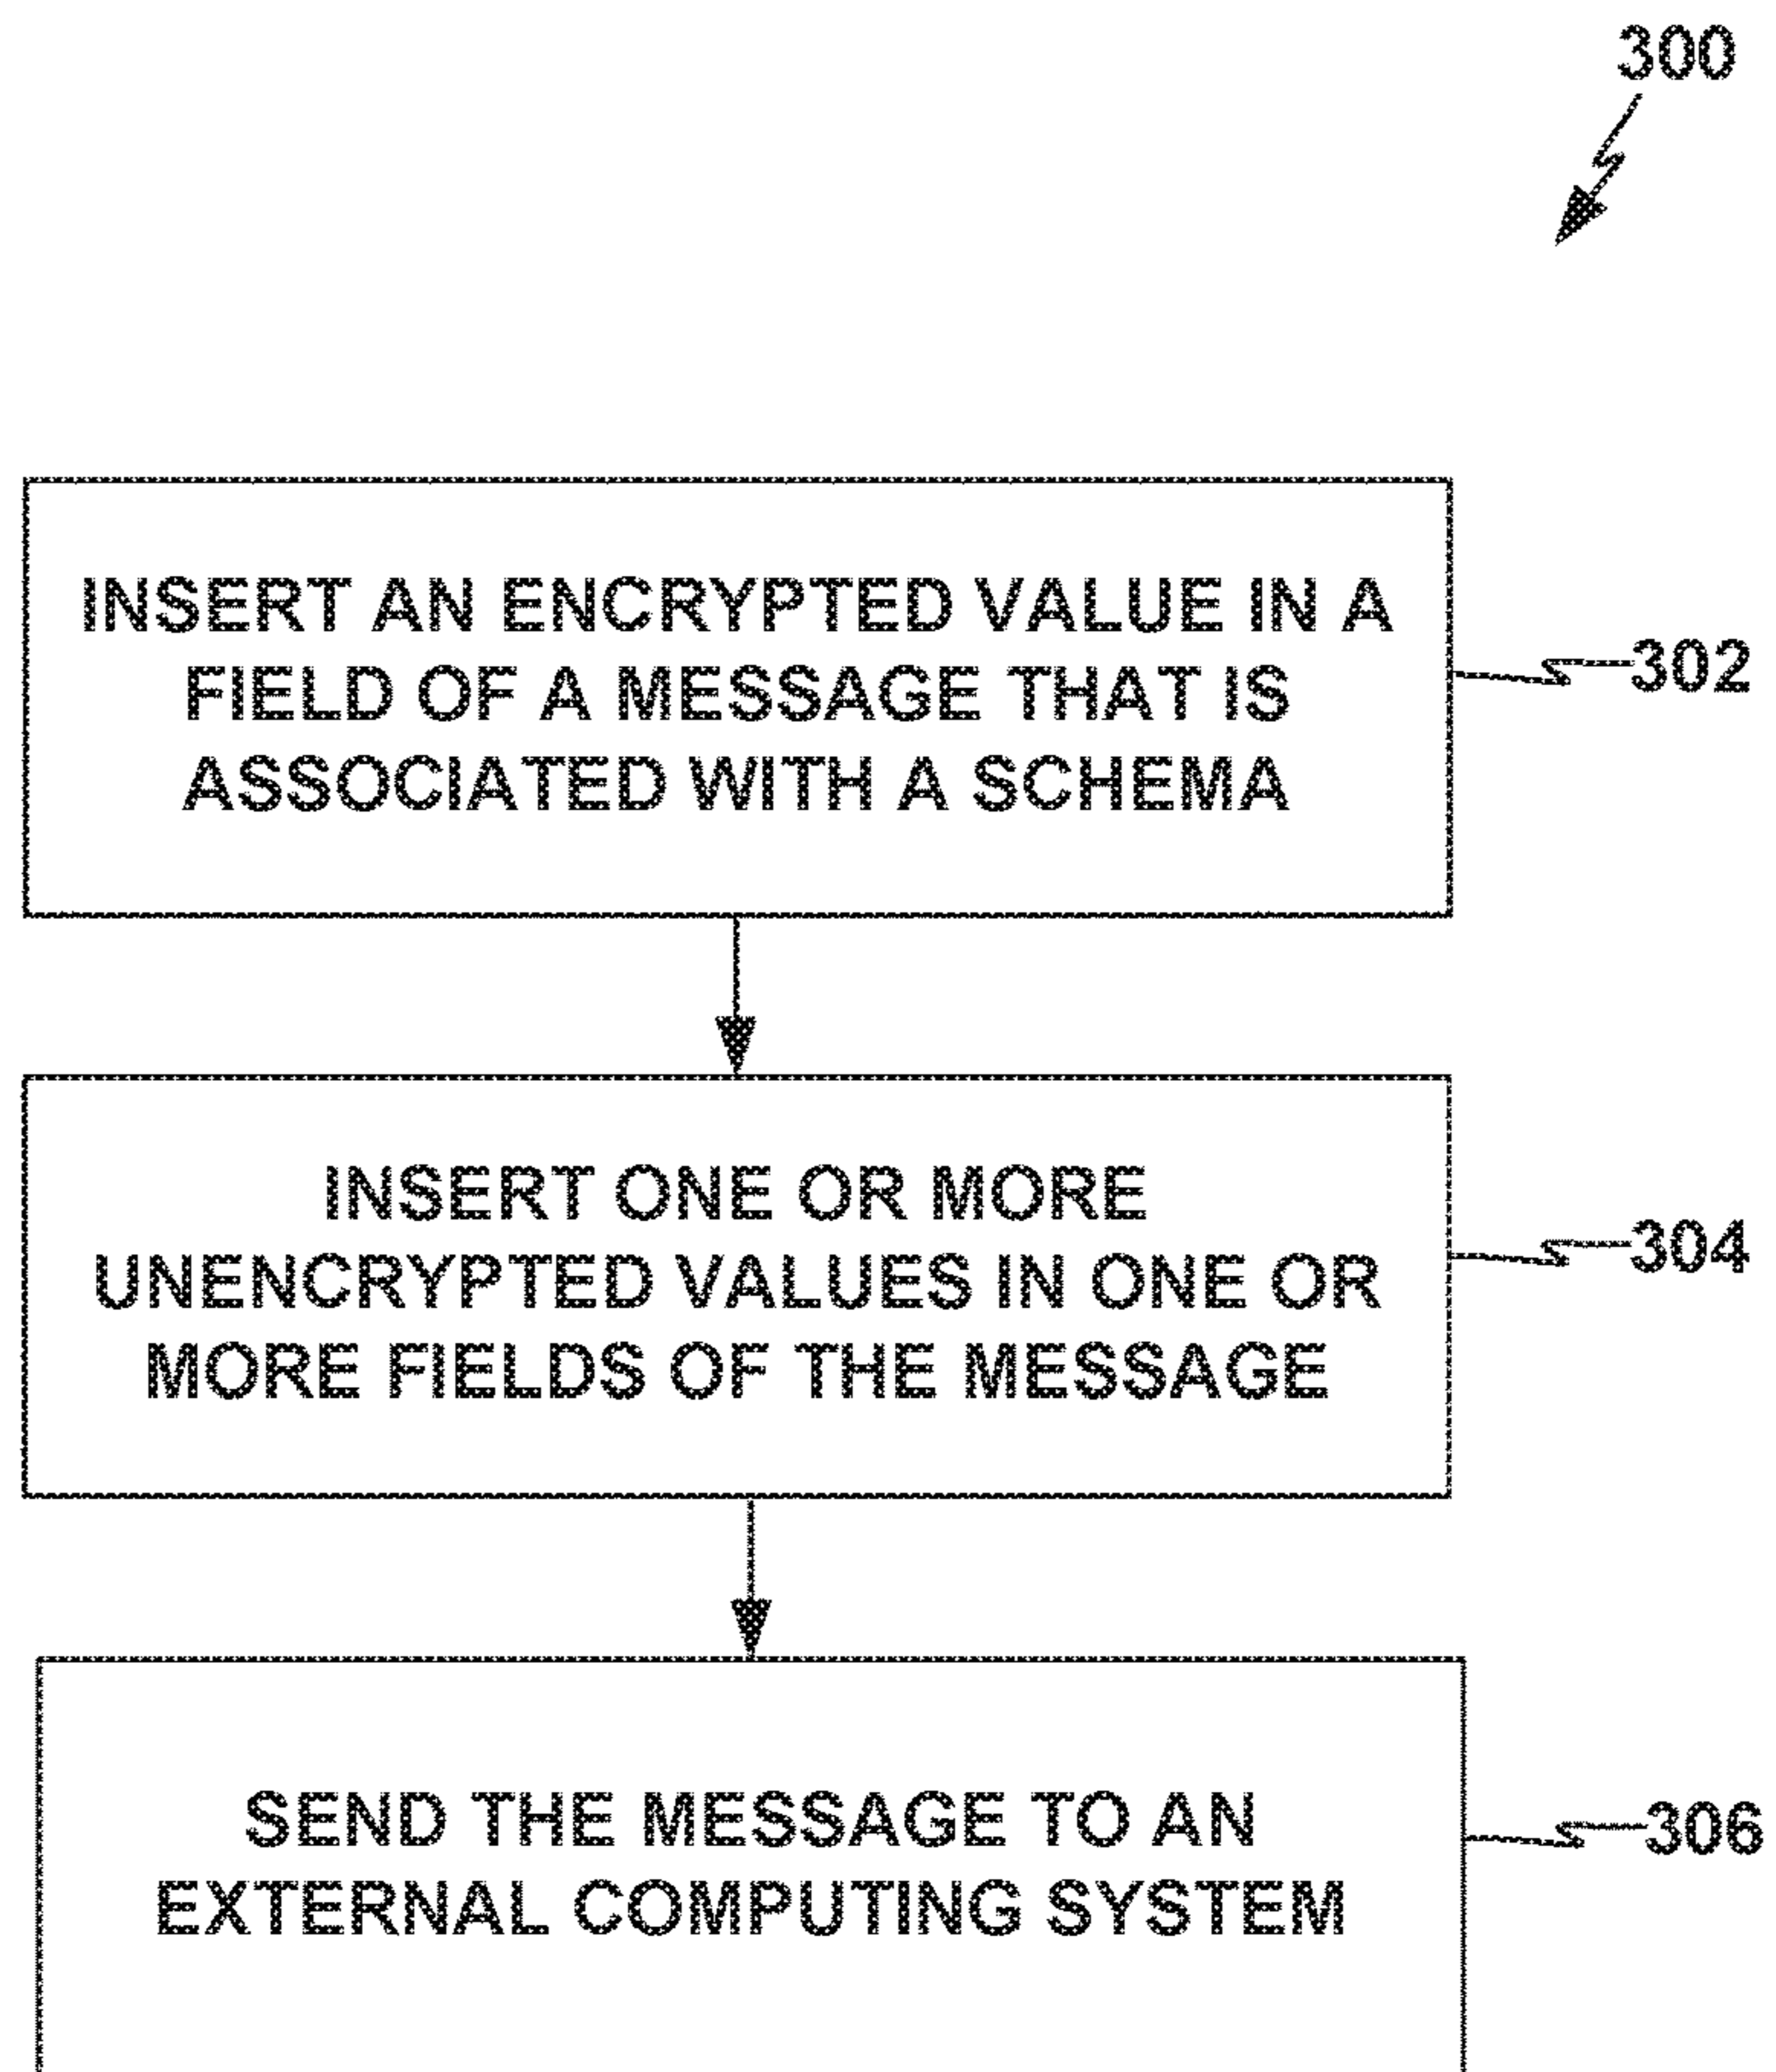 300
INSERT AN ENCRYPTED VALUE IN A
FIELD OF A MESSAGE THAT IS
ASSOCIATED WITH A SCHEMA
302
INSERT ONE OR MORE
UNENCRYPTED VALUES IN ONE OR
MORE FIELDS OF THE MESSAGE
304
SEND THE MESSAGE TO AN
EXTERNAL COMPUTING SYSTEM
306